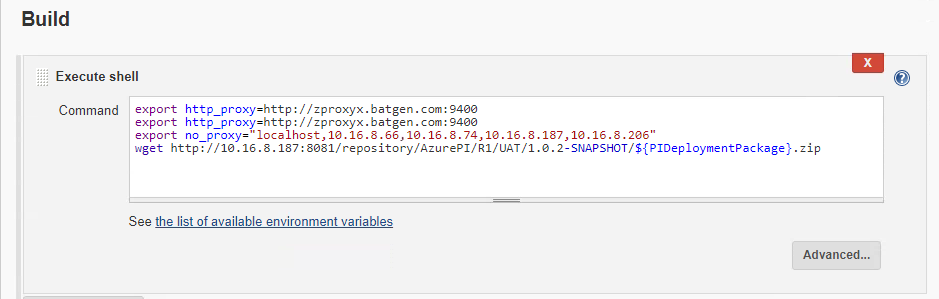 Build
X
Execute shell
?
Command
export http_proxy=http://zproxyx.batgen.com:9400
export http_proxy=http://zproxyx.batgen.com:9400
export no_proxy="localhost,10.16.8.66,10.16.8.74,10.16.8.187,10.16.8.206"
wget http://10.16.8.187:8081/repository/AzurePI/R1/UAT/1.0.2-SNAPSHOT/${PIDeploymentPackage}.zip
See the list of available environment variables
Advanced...